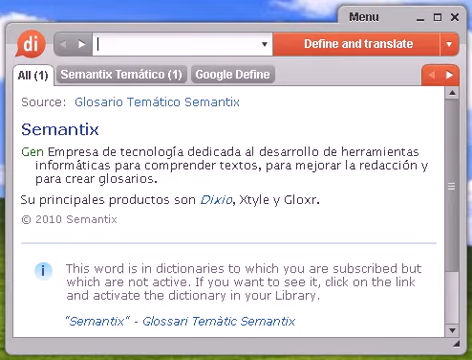 Menu
di
Define and translate
All (1)
Semantix Temático (1)
Google Define
Source: Glosario Temático Semantix
Semantix
Gen Empresa de tecnología dedicada al desarrollo de herramientas
informáticas para comprender textos, para mejorar la redacción y
para crear glosarios.
Su principales producto son Dixio, Xtyle y Gloxr.
© 2010 Semantix
i
This word is in dictionaries to which you are subscribed but
which are not active. If you want to see it, click on the link
and activate the dictionary in your Library.
"Semantix" - Glossari Temàtic Semantix